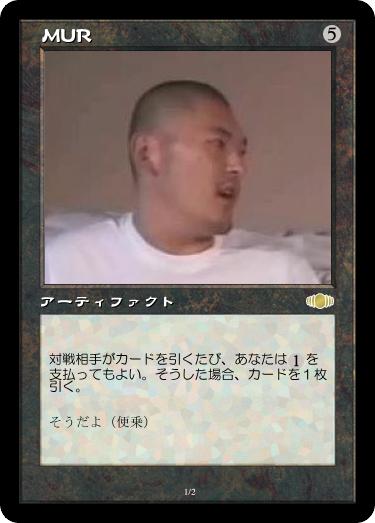 MUR 5
アーティファクト
対戦相手がカードを引くたび、あなたは 1 を
支払ってもよい。そうした場合、カードを1枚
引く。
そうだよ（便乗）
1/2